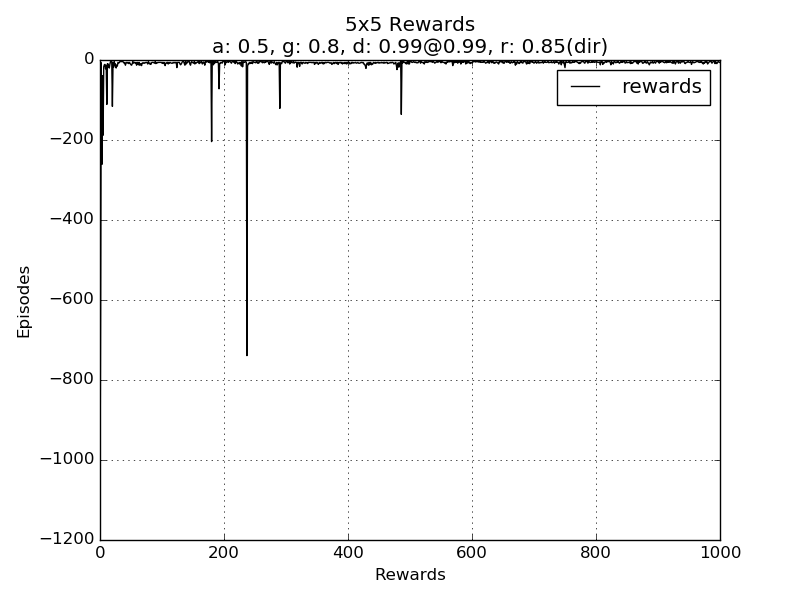 5x5 Rewards
a: 0.5, g: 0.8, d: 0.99@0.99, r: 0.85(dir)
0
rewards
−200
−400
−600
−800
−1000
−1200
Episodes
0 200 400 600 800 1000
Rewards